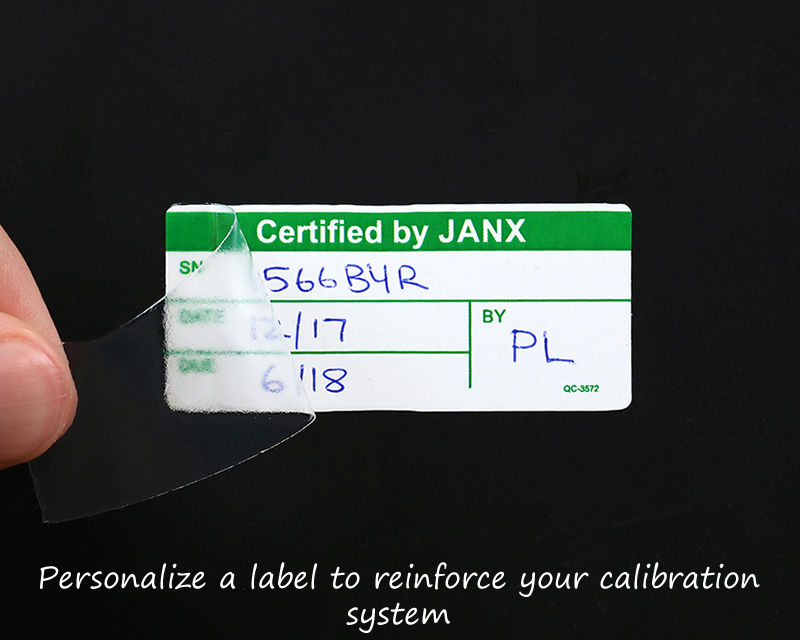 Certified by JANX
SN 566B4R
DATE 12/17
BY
PL
DUE 6/18
QC-3572
Personalize a label to reinforce your calibration
system